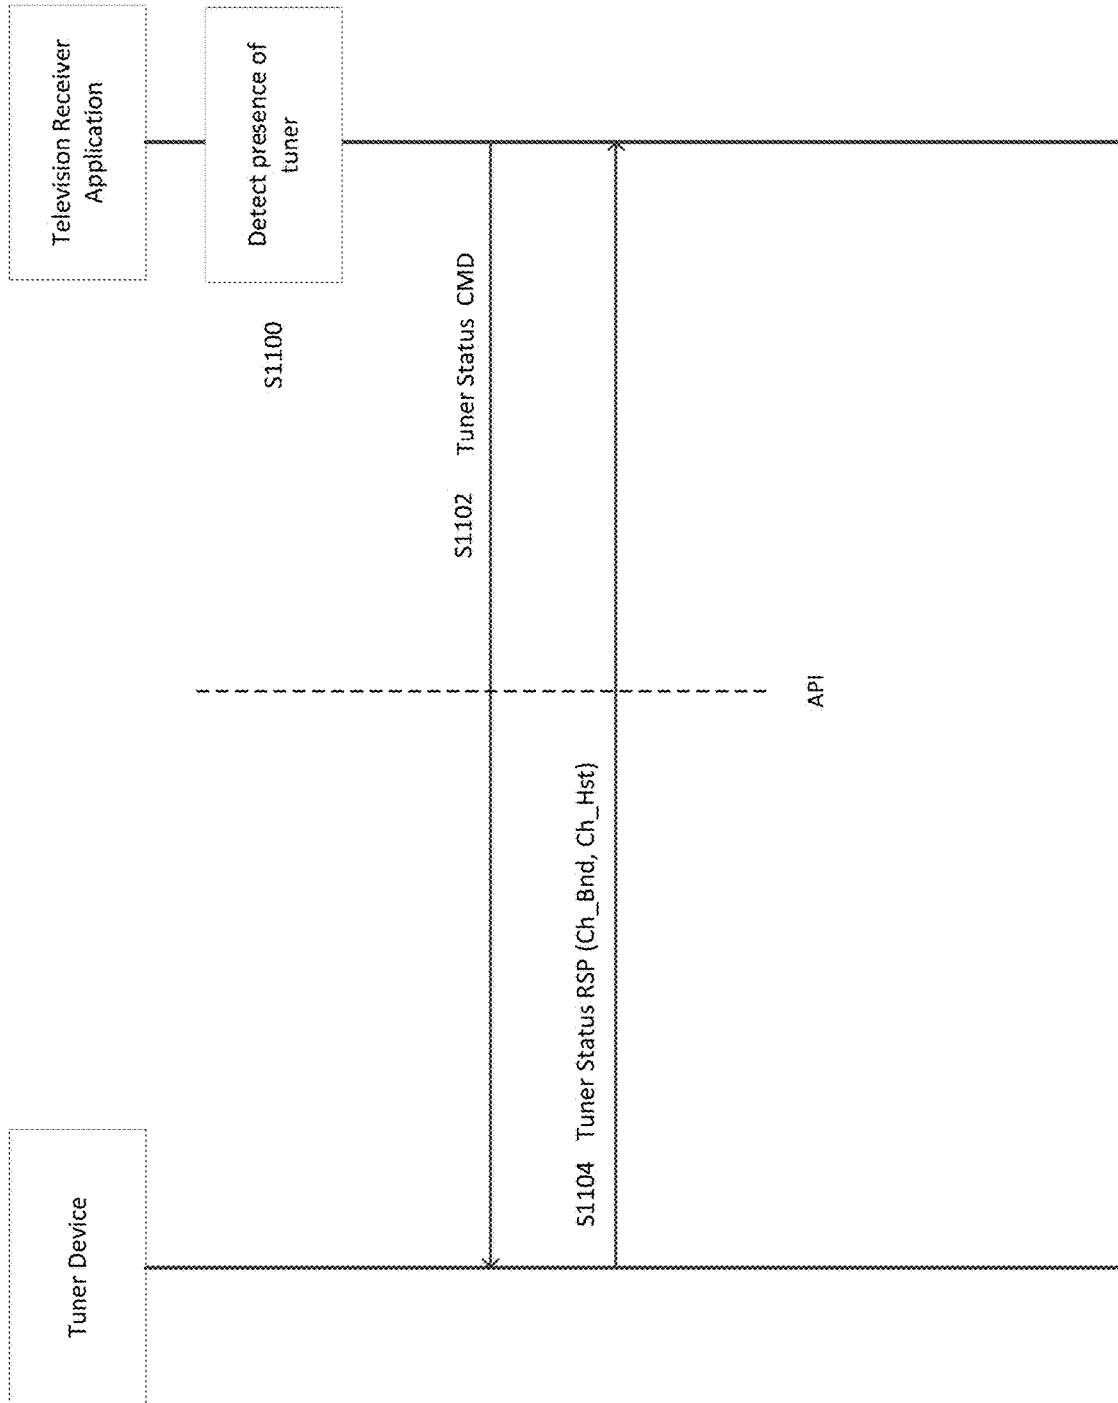 Tuner Device
Television Receiver
Application
Detect presence of
tuner
S1100
S1102 Tuner Status CMD
S1104 Tuner Status RSP (Ch_Bnd, Ch_Hst)
API